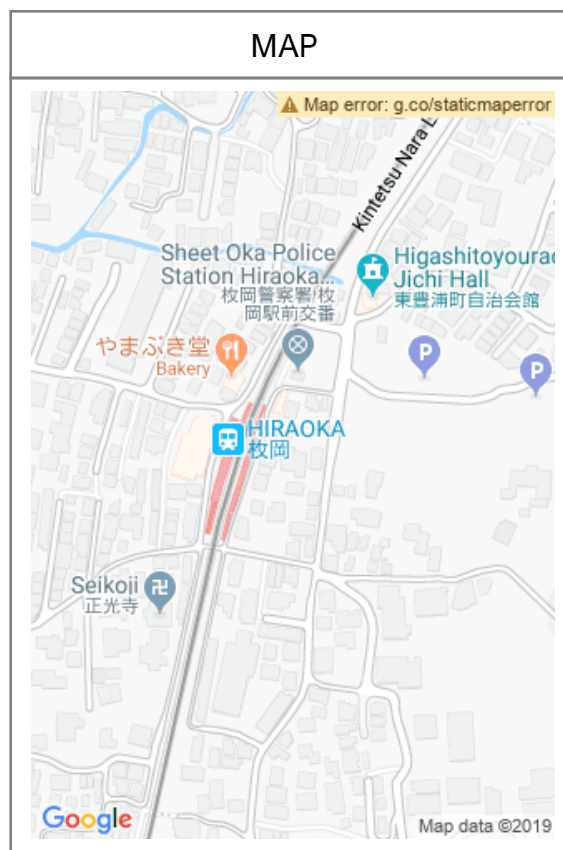 MAP
Map error: g.co/staticmaperror
Kintetsu Nara L
Sheet Oka Police
Station Hiraoka...
枚岡警察署 枚
岡駅前交番
Higashitoyourao
Jichi Hall
東豊浦町自治会館
やまぶき堂
Bakery
P
P
HIRAOKA
枚岡
Seikoji
正光寺
Google
Map data ©2019